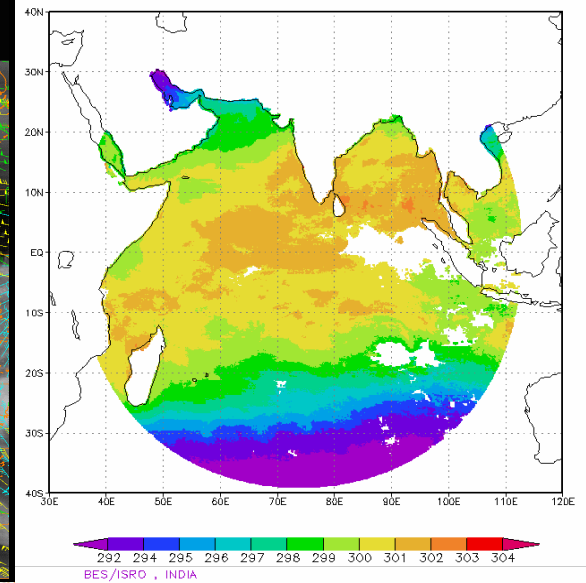 40N
30N
20N
10N
EQ
10S
20S
30S
40S
30E 40E 50E 60E 70E 80E 90E 100E 110E 120E
292 294 295 296 297 298 299 300 301 302 303 304
BES/ISRO , INDIA